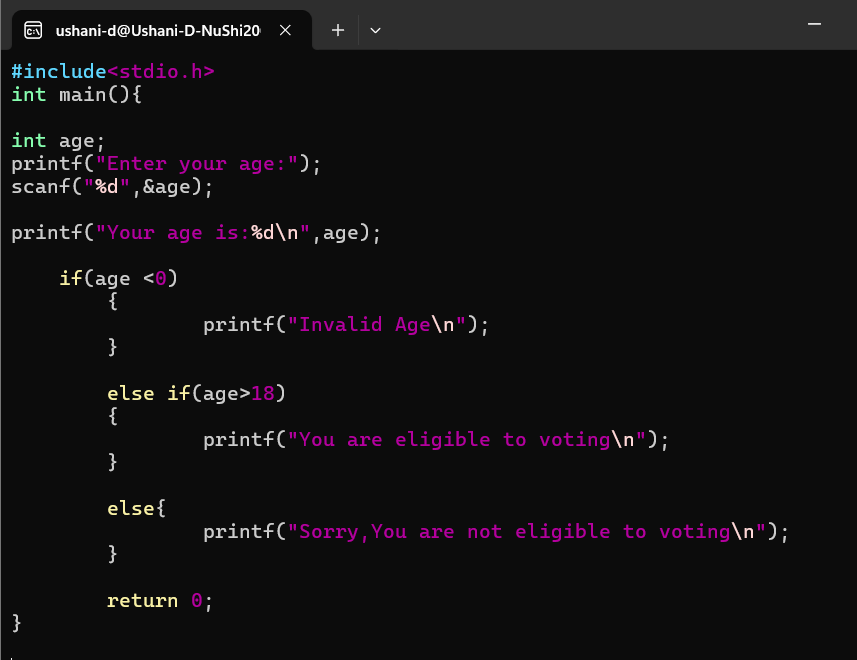 ushani-d@Ushani-D-NuShi20
#include<stdio.h>
int main(){
int age;
printf("Enter your age:");
scanf("%d",&age);
printf("Your age is:%d\n",age);
if(age <0)
{
printf("Invalid Age\n");
}
else if(age>18)
{
printf("You are eligible to voting\n");
}
else{
printf("Sorry,You are not eligible to voting\n");
}
return 0;
}